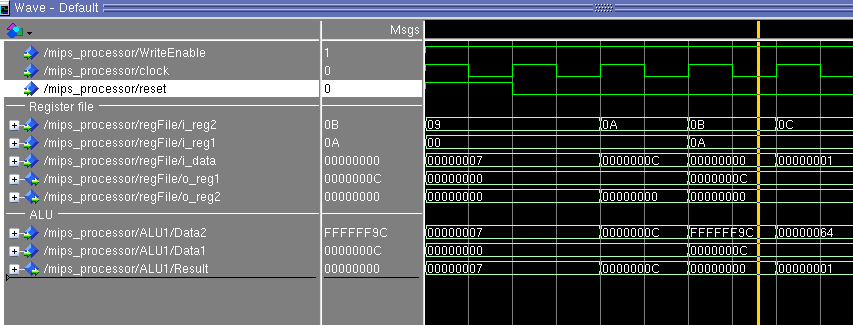 Wave - Default
Msgs
/mips_processor/WriteEnable 1
/mips_processor/clock 0
/mips_processor/reset 0
Register file
/mips_processor/regFile/i_reg2 0B 09 0A 0B 0C
/mips_processor/regFile/i_reg1 0A 00 0A
/mips_processor/regFile/i_data 00000000 00000007 0000000C 00000000 00000001
/mips_processor/regFile/o_reg1 0000000C 00000000 0000000C
/mips_processor/regFile/o_reg2 00000000 00000000 00000000 00000000
ALU
/mips_processor/ALU1/Data2 FFFFFF9C 00000007 0000000C FFFFFF9C 00000064
/mips_processor/ALU1/Data1 0000000C 00000000 0000000C
/mips_processor/ALU1/Result 00000000 00000007 0000000C 00000000 00000001